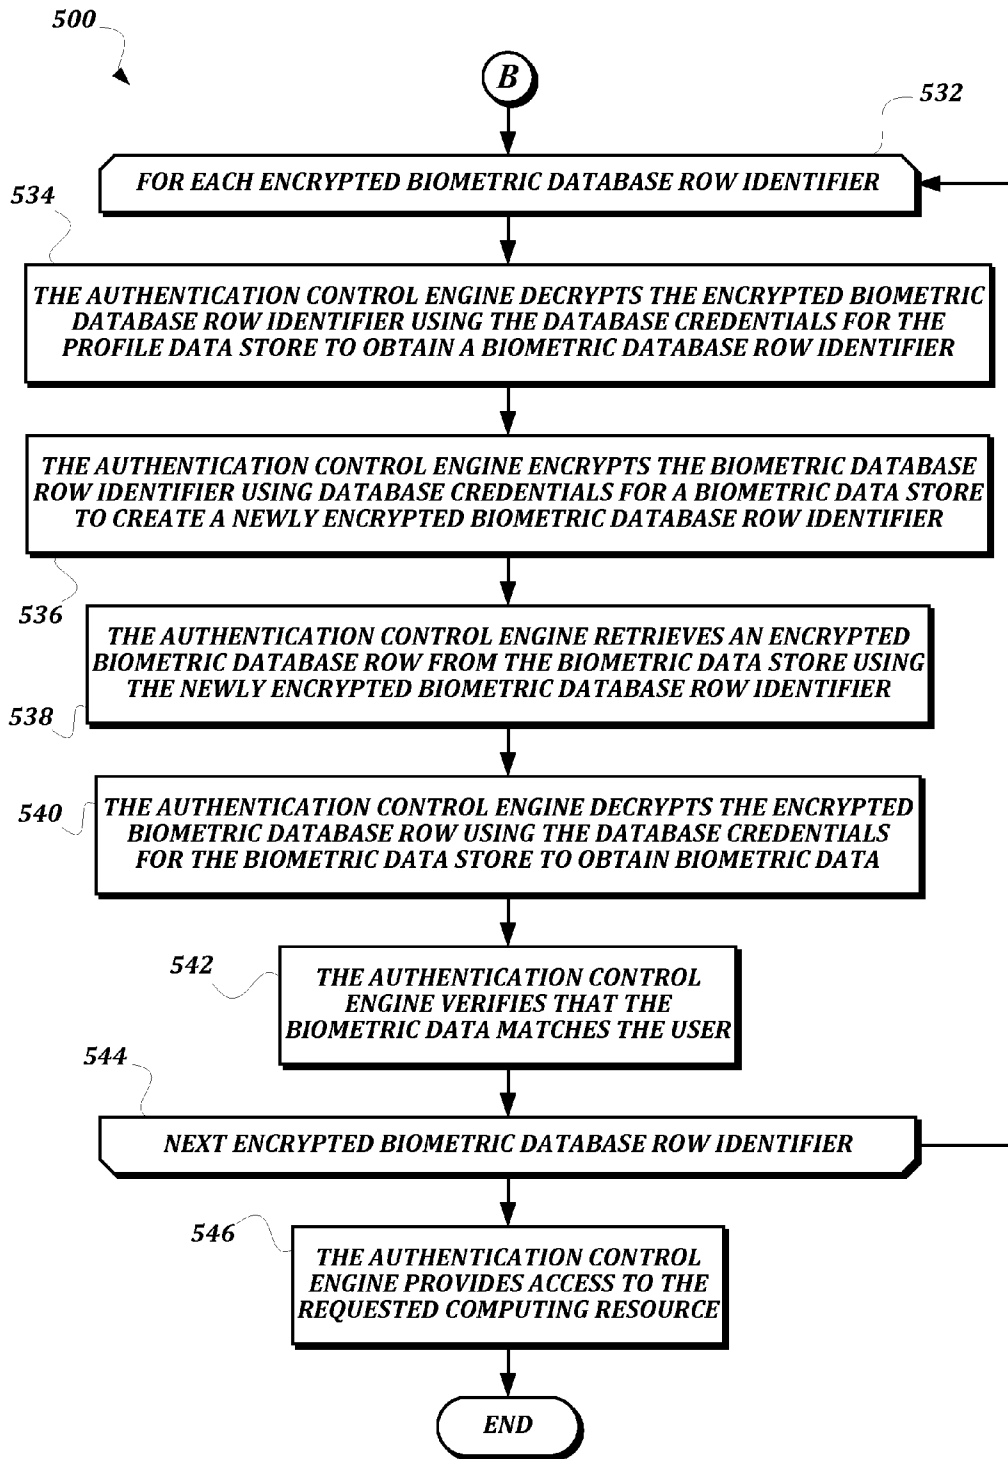 500
B
532
FOR EACH ENCRYPTED BIOMETRIC DATABASE ROW IDENTIFIER
534
THE AUTHENTICATION CONTROL ENGINE DECRYPTS THE ENCRYPTED BIOMETRIC
DATABASE ROW IDENTIFIER USING THE DATABASE CREDENTIALS FOR THE
PROFILE DATA STORE TO OBTAIN A BIOMETRIC DATABASE ROW IDENTIFIER
THE AUTHENTICATION CONTROL ENGINE ENCRYPTS THE BIOMETRIC DATABASE
ROW IDENTIFIER USING DATABASE CREDENTIALS FOR A BIOMETRIC DATA STORE
TO CREATE A NEWLY ENCRYPTED BIOMETRIC DATABASE ROW IDENTIFIER
536
THE AUTHENTICATION CONTROL ENGINE RETRIEVES AN ENCRYPTED
BIOMETRIC DATABASE ROW FROM THE BIOMETRIC DATA STORE USING
THE NEWLY ENCRYPTED BIOMETRIC DATABASE ROW IDENTIFIER
538
540
THE AUTHENTICATION CONTROL ENGINE DECRYPTS THE ENCRYPTED
BIOMETRIC DATABASE ROW USING THE DATABASE CREDENTIALS
FOR THE BIOMETRIC DATA STORE TO OBTAIN BIOMETRIC DATA
542
THE AUTHENTICATION CONTROL
ENGINE VERIFIES THAT THE
BIOMETRIC DATA MATCHES THE USER
544
NEXT ENCRYPTED BIOMETRIC DATABASE ROW IDENTIFIER
546
THE AUTHENTICATION CONTROL
ENGINE PROVIDES ACCESS TO THE
REQUESTED COMPUTING RESOURCE
END